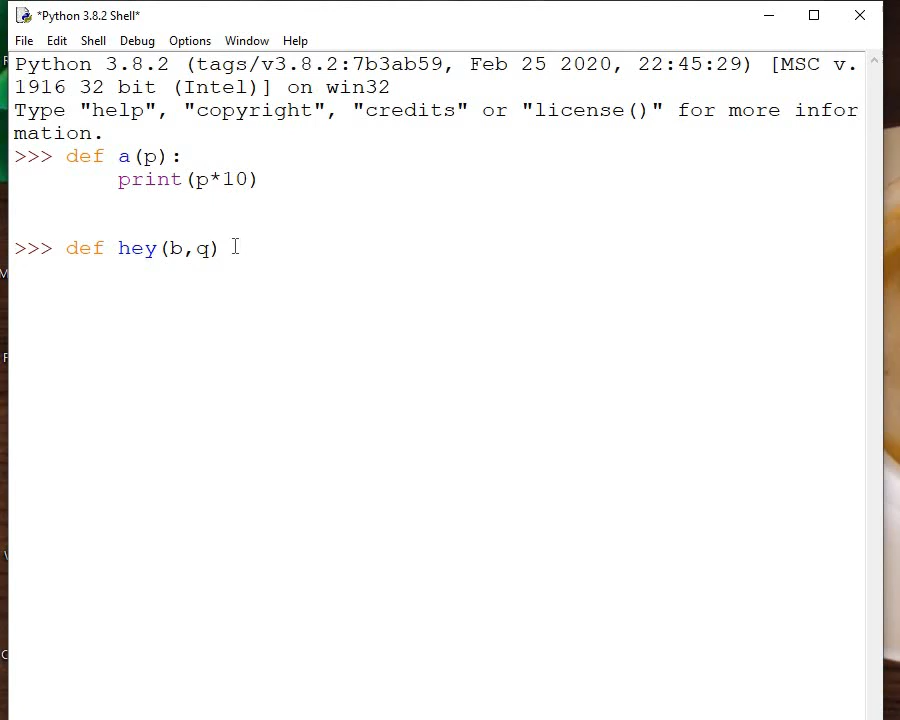 *Python 3.8.2 Shell*
File Edit Shell Debug Options Window Help
Python 3.8.2 (tags/v3.8.2:7b3ab59, Feb 25 2020, 22:45:29) [MSC v.
1916 32 bit (Intel)] on win32
Type "help", "copyright", "credits" or "license()" for more infor
mation.
>>> def a(p):
print(p*10)
>>> def hey(b,q)